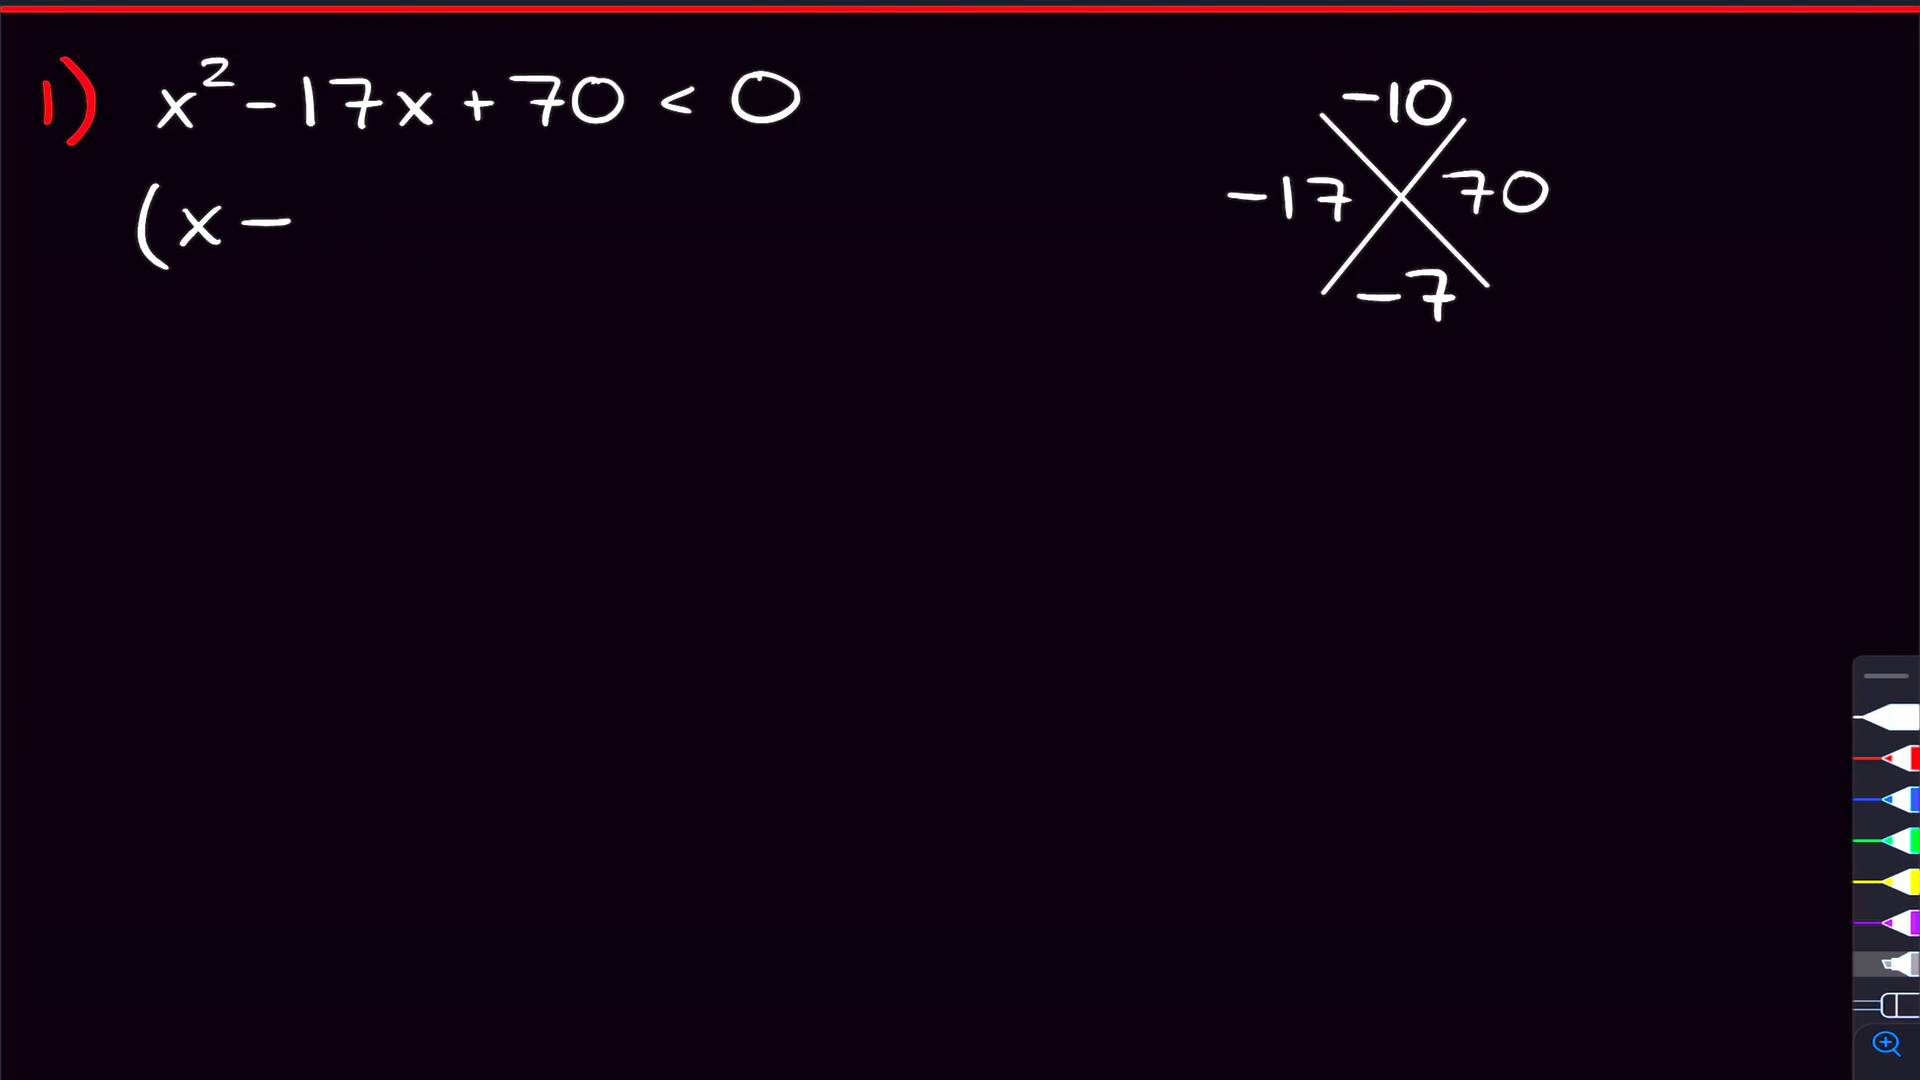 1) x² - 17x + 70 < 0
(x -
-10
-17 70
-7